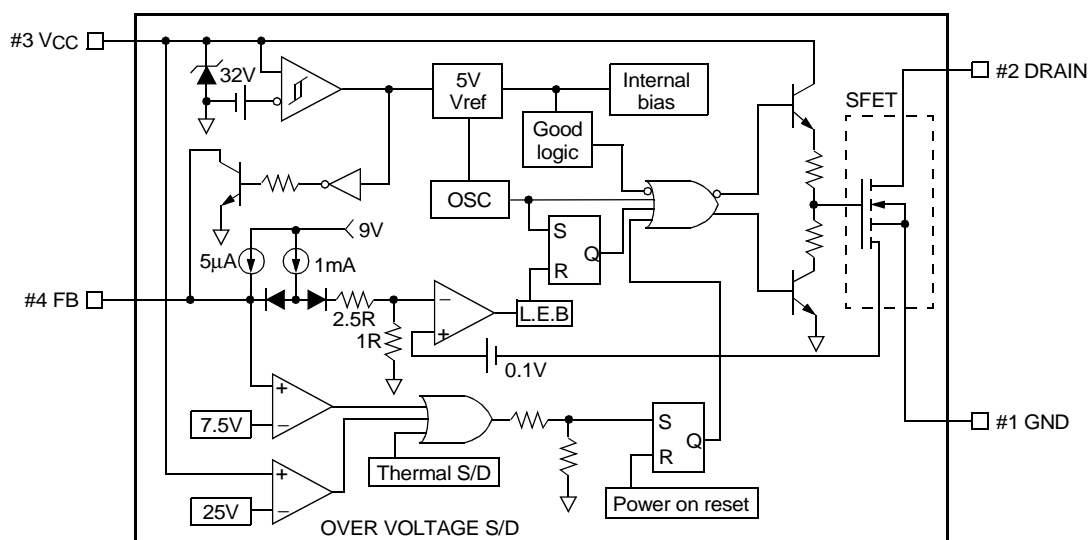 #3 VCC
32V
5V
Vref
Internal
bias
#2 DRAIN
SFET
Good
logic
OSC
S
R
Q
9V
5µA
1mA
#4 FB
2.5R
1R
−
+
L.E.B
0.1V
+
−
7.5V
Thermal S/D
S
R
Q
#1 GND
+
−
25V
Power on reset
OVER VOLTAGE S/D